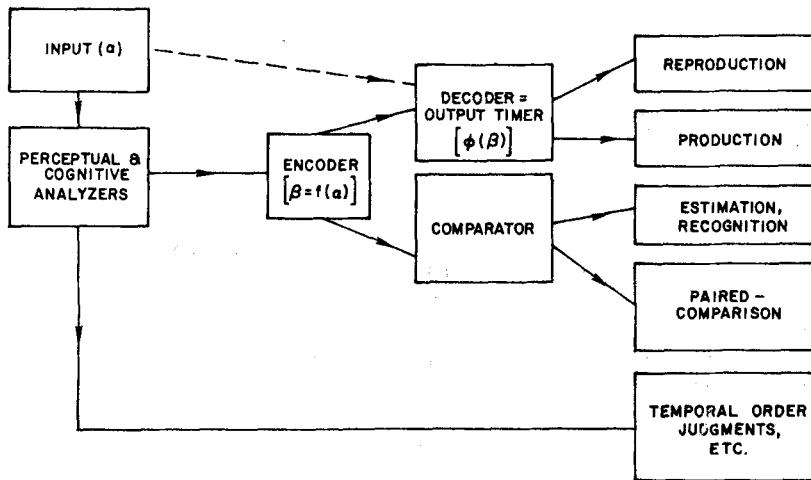 INPUT (α)
PERCEPTUAL &
COGNITIVE
ANALYZERS
ENCODER
[β=f(α)]
DECODER =
OUTPUT TIMER
[ϕ(β)]
COMPARATOR
REPRODUCTION
PRODUCTION
ESTIMATION,
RECOGNITION
PAIRED –
COMPARISON
TEMPORAL ORDER
JUDGMENTS,
ETC.